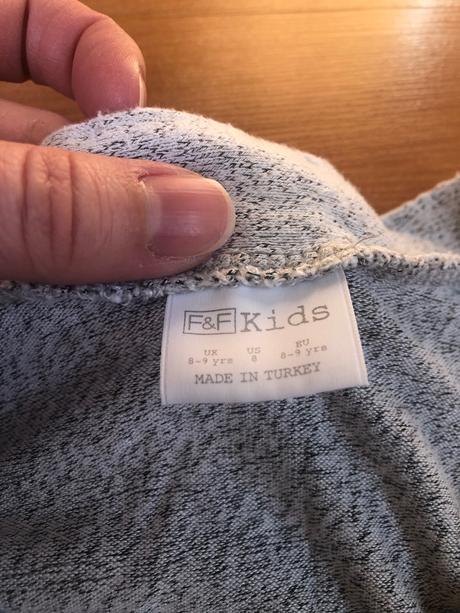 F&F Kids
UK US EU
8-9 yrs 8 8-9 yrs
MADE IN TURKEY